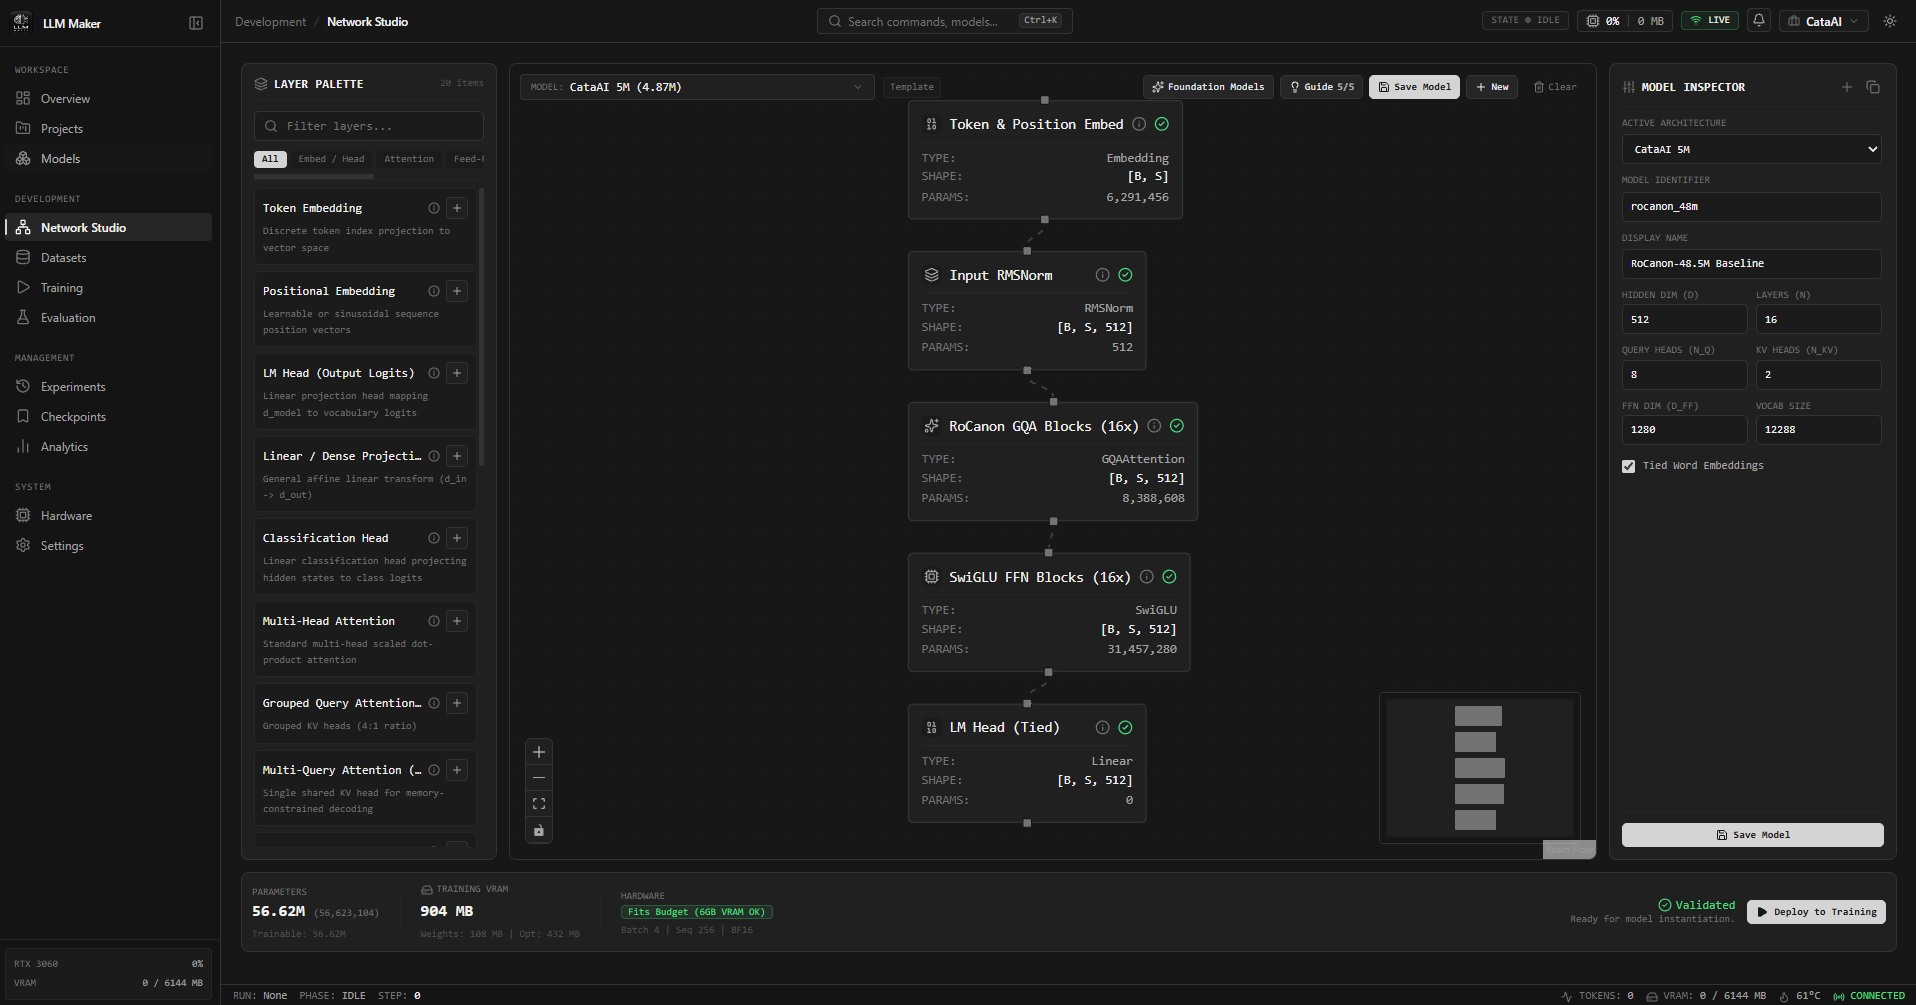 LLM Maker
Development / Network Studio
Search commands, models... Ctrl+K
STATE IDLE
0% 0 MB
LIVE
CataAI
WORKSPACE
Overview
Projects
Models
DEVELOPMENT
Network Studio
Datasets
Training
Evaluation
MANAGEMENT
Experiments
Checkpoints
Analytics
SYSTEM
Hardware
Settings
RTX 3060 0%
VRAM 0 / 6144 MB
LAYER PALETTE 20 items
Filter layers...
All Embed / Head Attention Feed-F
Token Embedding
Discrete token index projection to
vector space
Positional Embedding
Learnable or sinusoidal sequence
position vectors
LM Head (Output Logits)
Linear projection head mapping
d_model to vocabulary logits
Linear / Dense Projecti…
General affine linear transform (d_in
-> d_out)
Classification Head
Linear classification head projecting
hidden states to class logits
Multi-Head Attention
Standard multi-head scaled dot-
product attention
Grouped Query Attention…
Grouped KV heads (4:1 ratio)
Multi-Query Attention (…
Single shared KV head for memory-
constrained decoding
MODEL: CataAI 5M (4.87M)
Template
Foundation Models
Guide 5/5
Save Model
New
Clear
Token & Position Embed
TYPE: Embedding
SHAPE: [B, S]
PARAMS: 6,291,456
Input RMSNorm
TYPE: RMSNorm
SHAPE: [B, S, 512]
PARAMS: 512
RoCanon GQA Blocks (16x)
TYPE: GQAAttention
SHAPE: [B, S, 512]
PARAMS: 8,388,608
SwiGLU FFN Blocks (16x)
TYPE: SwiGLU
SHAPE: [B, S, 512]
PARAMS: 31,457,280
LM Head (Tied)
TYPE: Linear
SHAPE: [B, S, 512]
PARAMS: 0
MODEL INSPECTOR
ACTIVE ARCHITECTURE
CataAI 5M
MODEL IDENTIFIER
rocanon_48m
DISPLAY NAME
RoCanon-48.5M Baseline
HIDDEN DIM (D) LAYERS (N)
512 16
QUERY HEADS (N_Q) KV HEADS (N_KV)
8 2
FFN DIM (D_FF) VOCAB SIZE
1280 12288
Tied Word Embeddings
Save Model
PARAMETERS
56.62M (56,623,104)
Trainable: 56.62M
TRAINING VRAM
904 MB
Weights: 108 MB | Opt: 432 MB
HARDWARE
Fits Budget (6GB VRAM OK)
Batch 4 | Seq 256 | BF16
Validated
Ready for model instantiation.
Deploy to Training
RUN: None PHASE: IDLE STEP: 0
TOKENS: 0 VRAM: 0 / 6144 MB 61°C CONNECTED